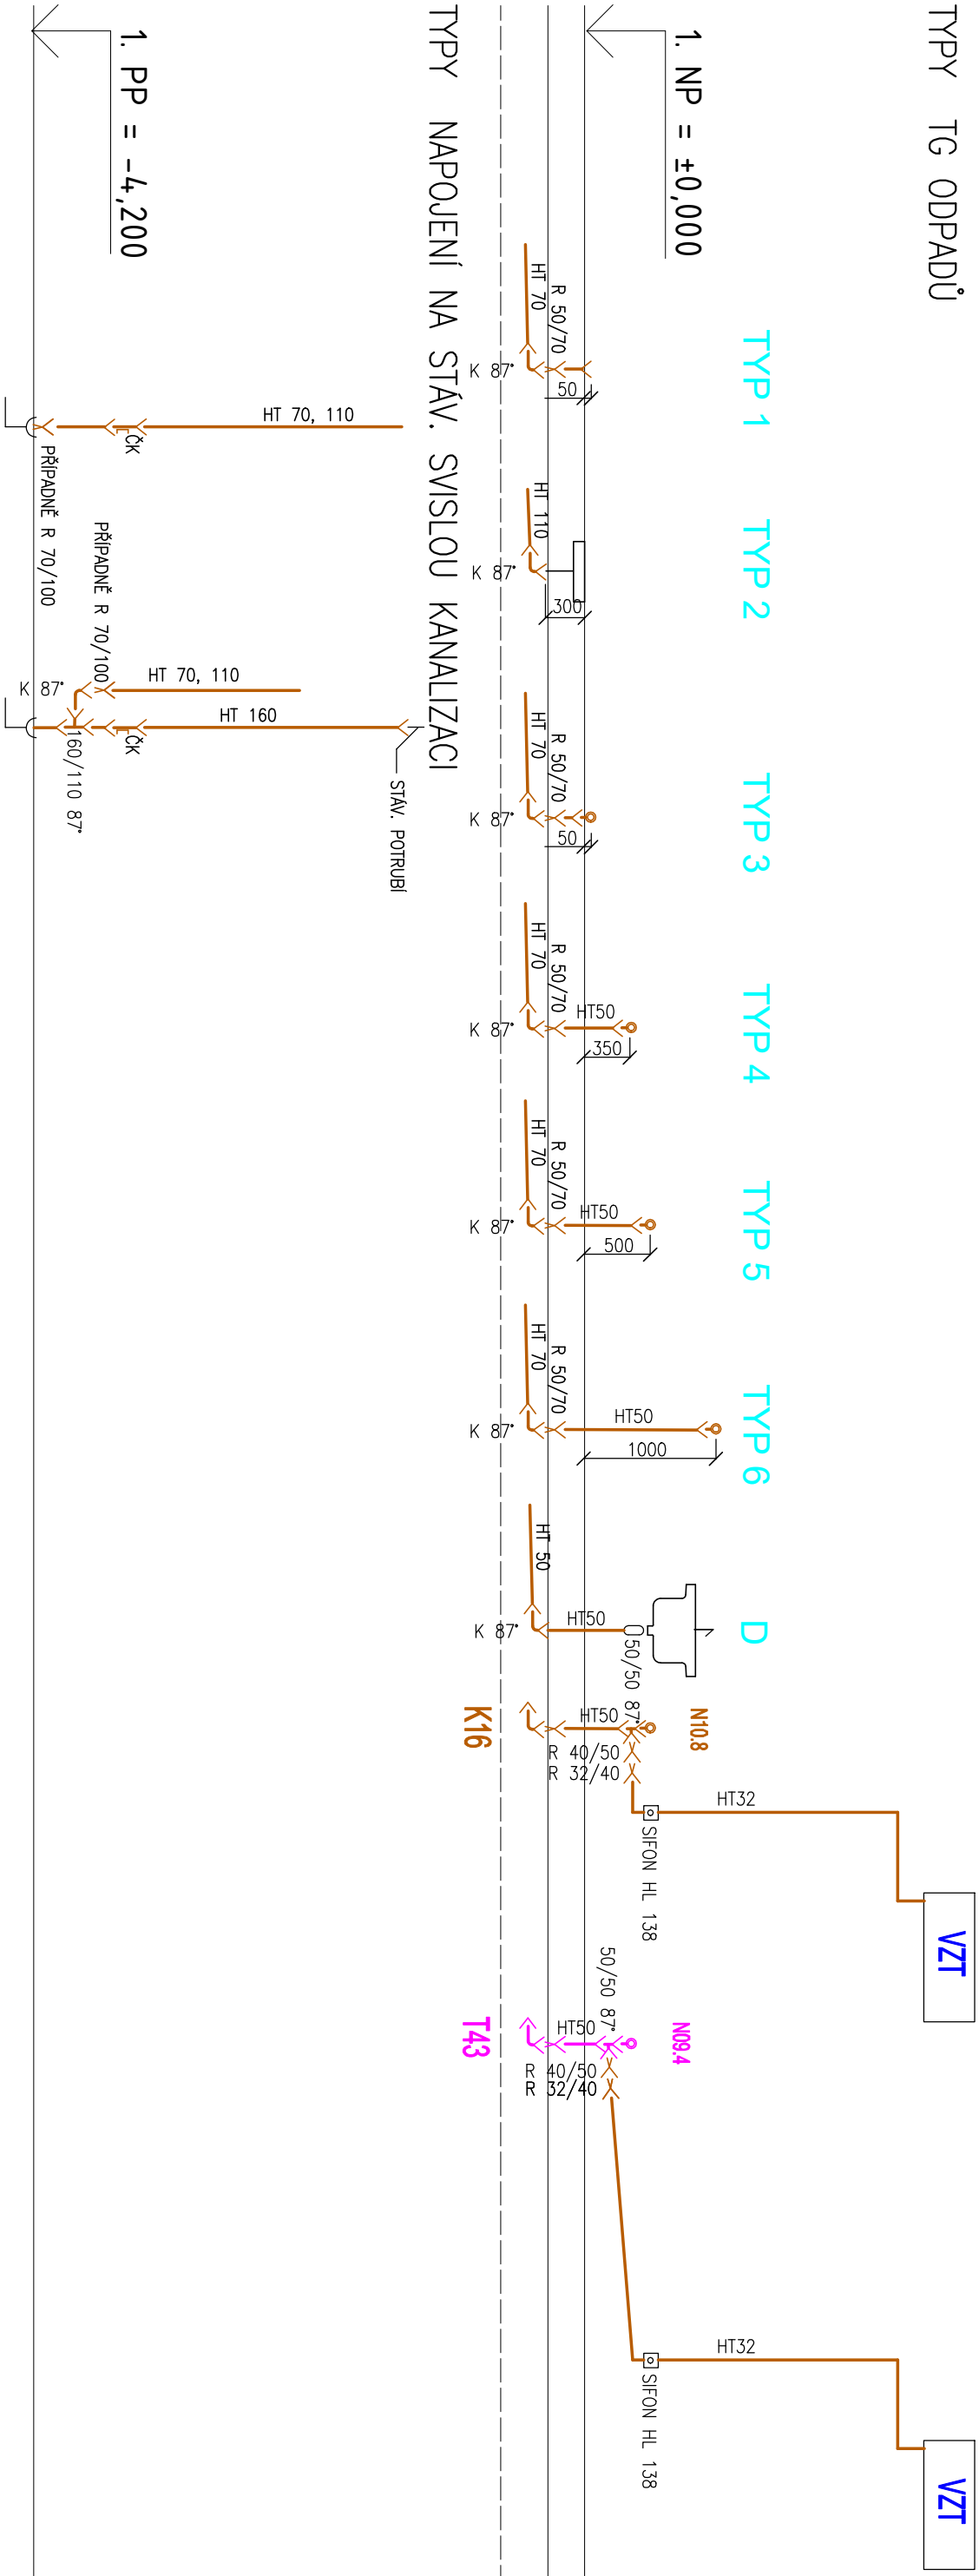 TYPY TG ODPADŮ
TYP 1
TYP 2
TYP 3
TYP 4
TYP 5
TYP 6
D
N10.8
N09.4
VZT
VZT
HT32
HT32
SIFON HL 138
SIFON HL 138
1. NP = ±0,000
HT 70
R 50/70
K 87°
50
HT 110
K 87°
300
HT 70
R 50/70
K 87°
50
HT 70
R 50/70
K 87°
HT50
350
HT 70
R 50/70
K 87°
HT50
500
HT 70
R 50/70
K 87°
HT50
1000
HT 50
HT50
K 87°
50/50 87°
HT50
R 40/50
R 32/40
K16
50/50 87°
HT50
R 40/50
R 32/40
T43
TYPY NAPOJENÍ NA STÁV. SVISLOU KANALIZACI
HT 70, 110
ČK
PŘÍPADNĚ R 70/100
PŘÍPADNĚ R 70/100
HT 70, 110
K 87°
HT 160
ČK
160/110 87°
STÁV. POTRUBÍ
1. PP = -4,200